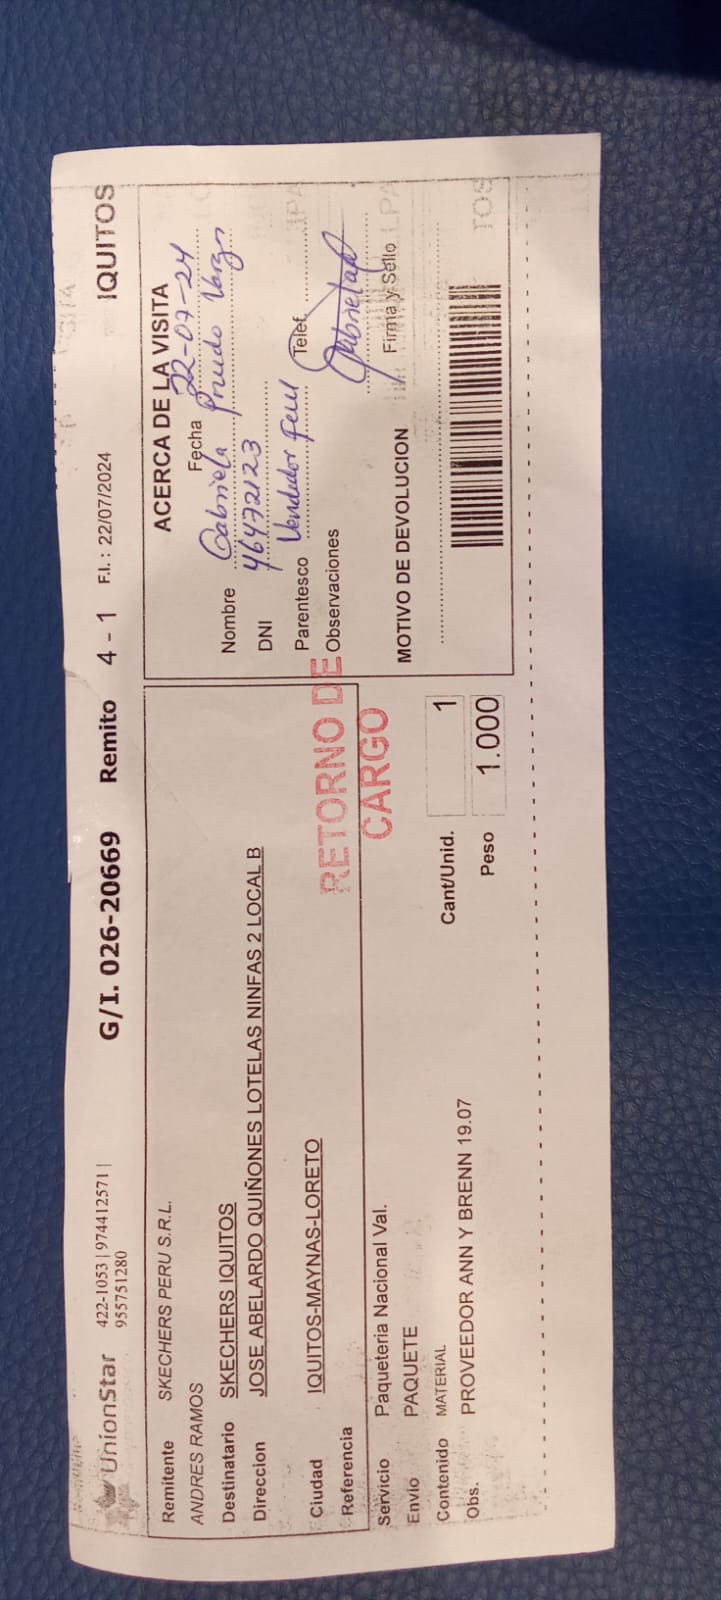 UnionStar 422-1053 | 974412571 | G/I. 026-20669 Remito 4 - 1 F.I. : 22/07/2024 IQUITOS
955751280
Remitente SKECHERS PERU S.R.L.
ANDRES RAMOS
Destinatario SKECHERS IQUITOS
Direccion JOSE ABELARDO QUIÑONES LOTELAS NINFAS 2 LOCAL B
Ciudad IQUITOS-MAYNAS-LORETO
Referencia
Servicio Paqueteria Nacional Val.
Envio PAQUETE
Contenido MATERIAL
Obs. PROVEEDOR ANN Y BRENN 19.07
Cant/Unid. 1
Peso 1.000
RETORNO DE
CARGO
ACERCA DE LA VISITA
Fecha 22-07-24
Nombre Gabriela
DNI 46472123
Parentesco Vendedor Telef.
Observaciones
Firma y Sello
MOTIVO DE DEVOLUCION